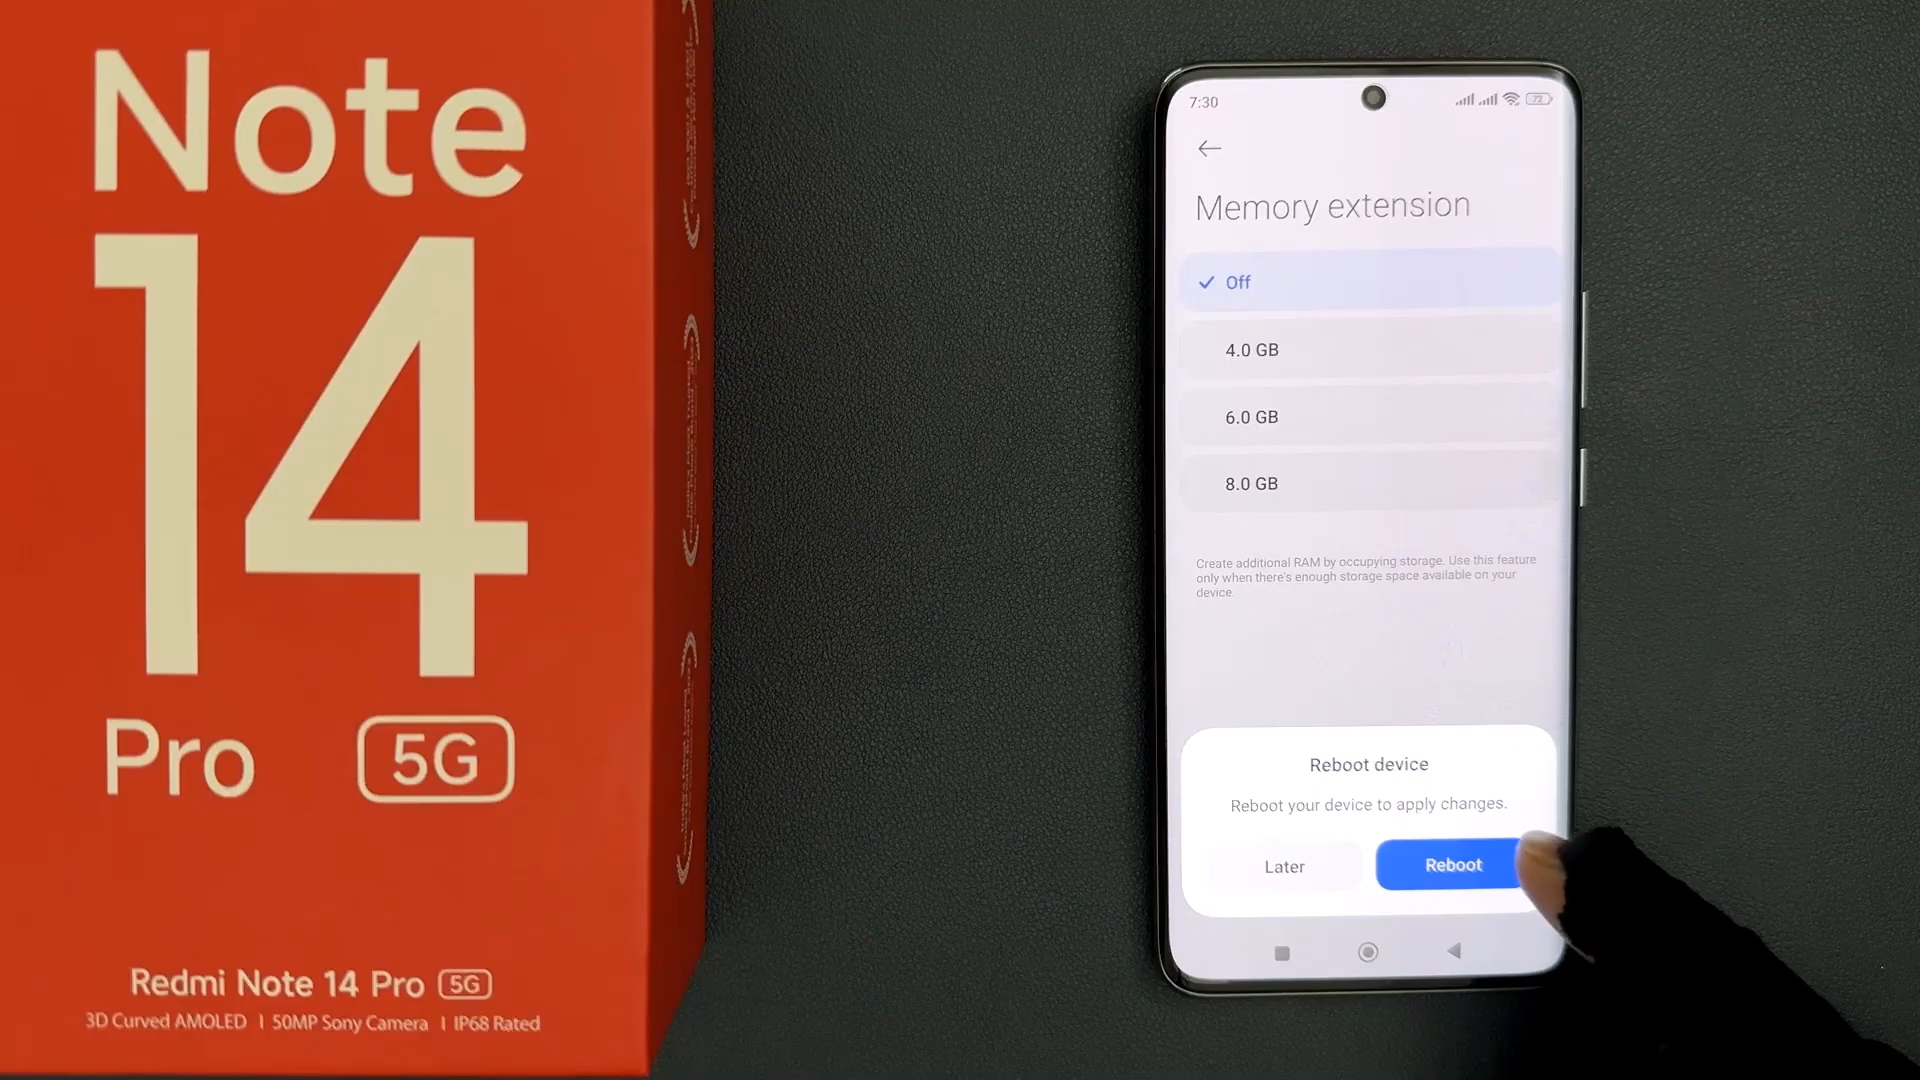 Note
14
Pro 5G
Redmi Note 14 Pro 5G
3D Curved AMOLED | 50MP Sony Camera | IP68 Rated
7:30
72
Memory extension
Off
4.0 GB
6.0 GB
8.0 GB
Create additional RAM by occupying storage. Use this feature
only when there's enough storage space available on your
device.
Reboot device
Reboot your device to apply changes.
Later
Reboot